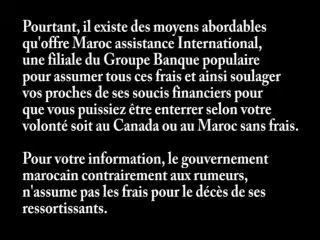 Pourtant, il existe des moyens abordables
qu'offre Maroc assistance International,
une filiale du Groupe Banque populaire
pour assumer tous ces frais et ainsi soulager
vos proches de ses soucis financiers pour
que vous puissiez être enterrer selon votre
volonté soit au Canada ou au Maroc sans frais.
Pour votre information, le gouvernement
marocain contrairement aux rumeurs,
n'assume pas les frais pour le décès de ses
ressortissants.